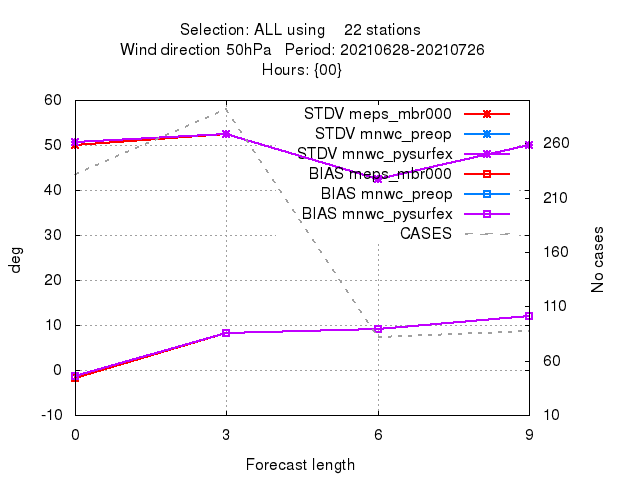 Selection: ALL using 22 stations
Wind direction 50hPa Period: 20210628-20210726
Hours: {00}
60
50
40
30
20
10
0
-10
deg
STDV meps_mbr000
STDV mnwc_preop
STDV mnwc_pysurfex
BIAS meps_mbr000
BIAS mnwc_preop
BIAS mnwc_pysurfex
CASES
260
210
160
110
60
10
No cases
0 3 6 9
Forecast length